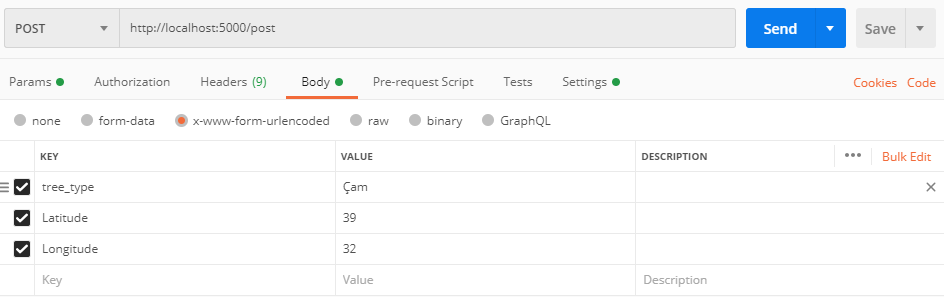 POST http://localhost:5000/post Send Save
Params Authorization Headers (9) Body Pre-request Script Tests Settings Cookies Code
none form-data x-www-form-urlencoded raw binary GraphQL
KEY VALUE DESCRIPTION ••• Bulk Edit
tree_type Çam
Latitude 39
Longitude 32
Key Value Description